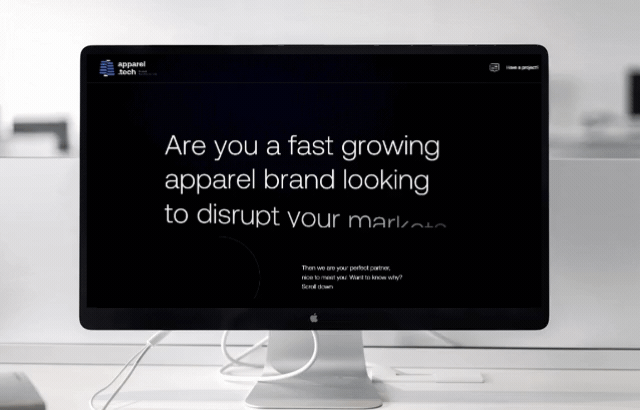 apparel
.tech
Have a project?
Are you a fast growing
apparel brand looking
to disrupt your markets
Then we are your perfect partner,
nice to meet you! Want to know why?
Scroll down